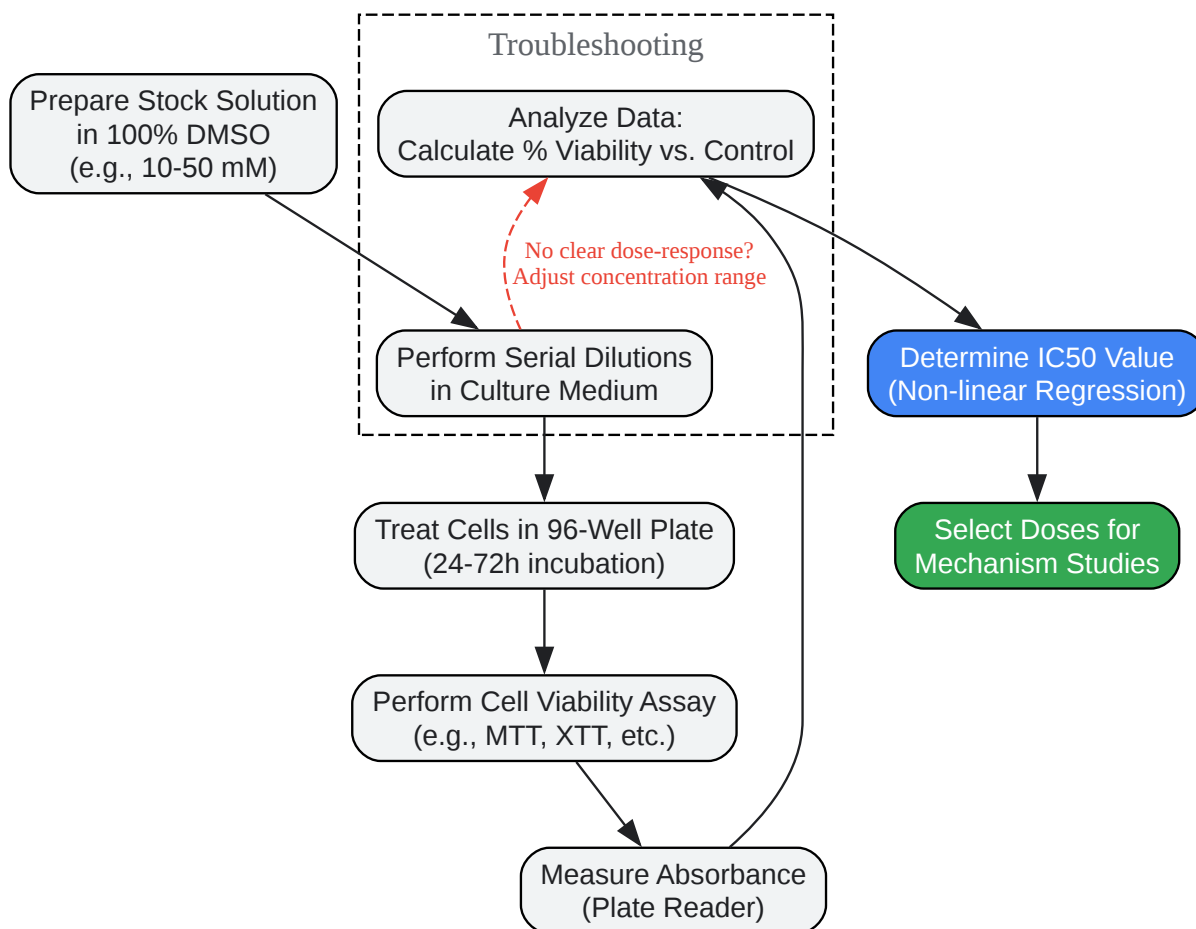 Troubleshooting
Prepare Stock Solution
in 100% DMSO
(e.g., 10-50 mM)
Analyze Data:
Calculate % Viability vs. Control
No clear dose-response?
Adjust concentration range
Perform Serial Dilutions
in Culture Medium
Determine IC50 Value
(Non-linear Regression)
Treat Cells in 96-Well Plate
(24-72h incubation)
Select Doses for
Mechanism Studies
Perform Cell Viability Assay
(e.g., MTT, XTT, etc.)
Measure Absorbance
(Plate Reader)